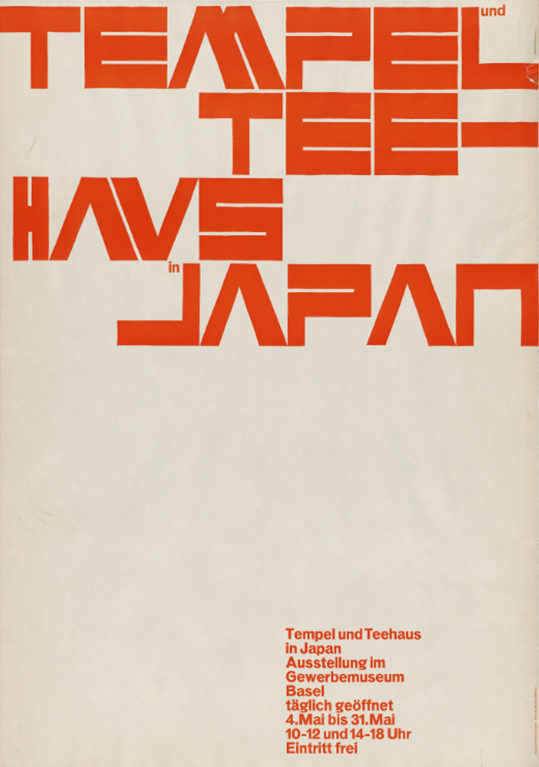 TEMPEL und
TEE-
HAUS
in
JAPAN
Tempel und Teehaus
in Japan
Ausstellung im
Gewerbemuseum
Basel
täglich geöffnet
4.Mai bis 31.Mai
10-12 und 14-18 Uhr
Eintritt frei